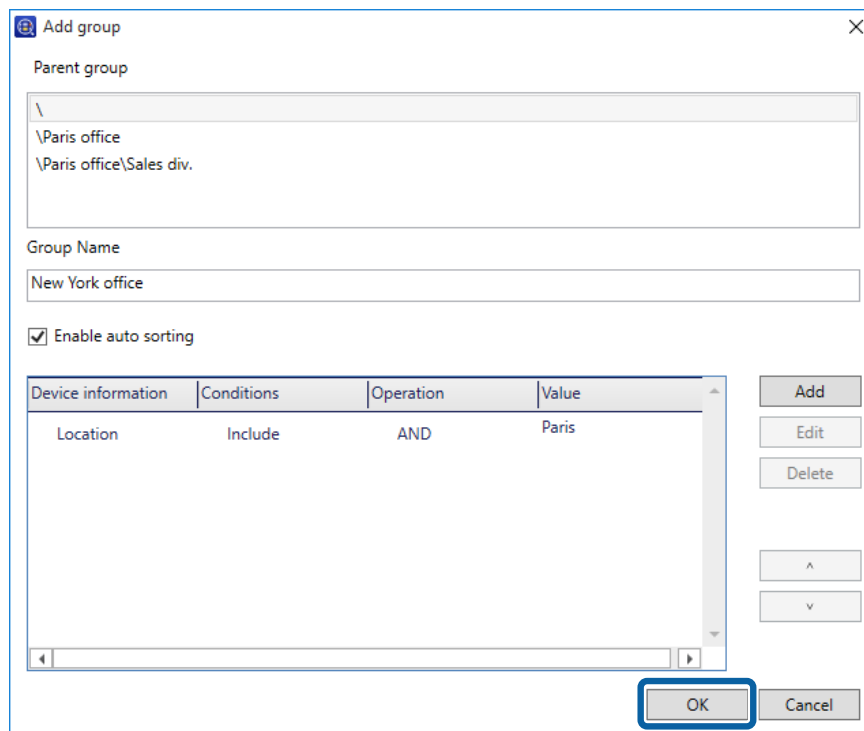 Add group
Parent group
\
\Paris office
\Paris office\Sales div.
Group Name
New York office
Enable auto sorting
Device information Conditions Operation Value
Location Include AND Paris
Add
Edit
Delete
OK Cancel